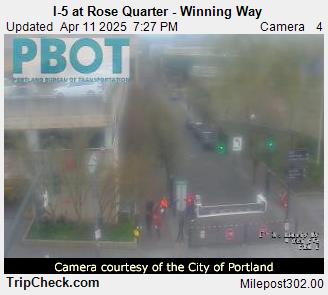 I-5 at Rose Quarter - Winning Way
Updated Apr 11 2025 7:27 PM Camera 4
PBOT
PORTLAND BUREAU OF TRANSPORTATION
Camera courtesy of the City of Portland
TripCheck.com Milepost302.00